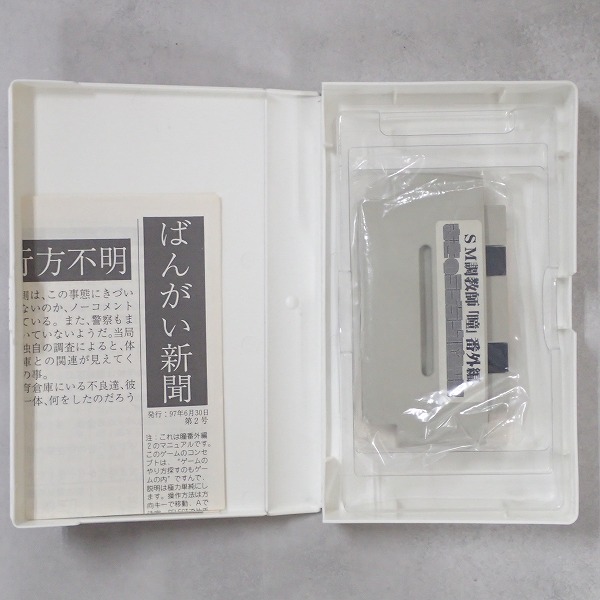 ばんがい新聞
発行：97年6月30日
第2号
行方不明
は、この事態にきづい
ないのか、ノーコメント
ている。また、警察もま
いていないようだ。当局
独自の調査によると、体
庫との関連が見えてく
の事。
倉庫にいる不良達、彼
一体、何をしたのだろう
注：これは瞳番外編
2のマニュアルです。
このゲームのコンセ
プトは、"ゲームの
やり方探すのもゲー
ムの内"ですんで、
説明は極力単純にし
ます。操作方法は方
向キーで移動、Aで
SM調教師「瞳」番外編